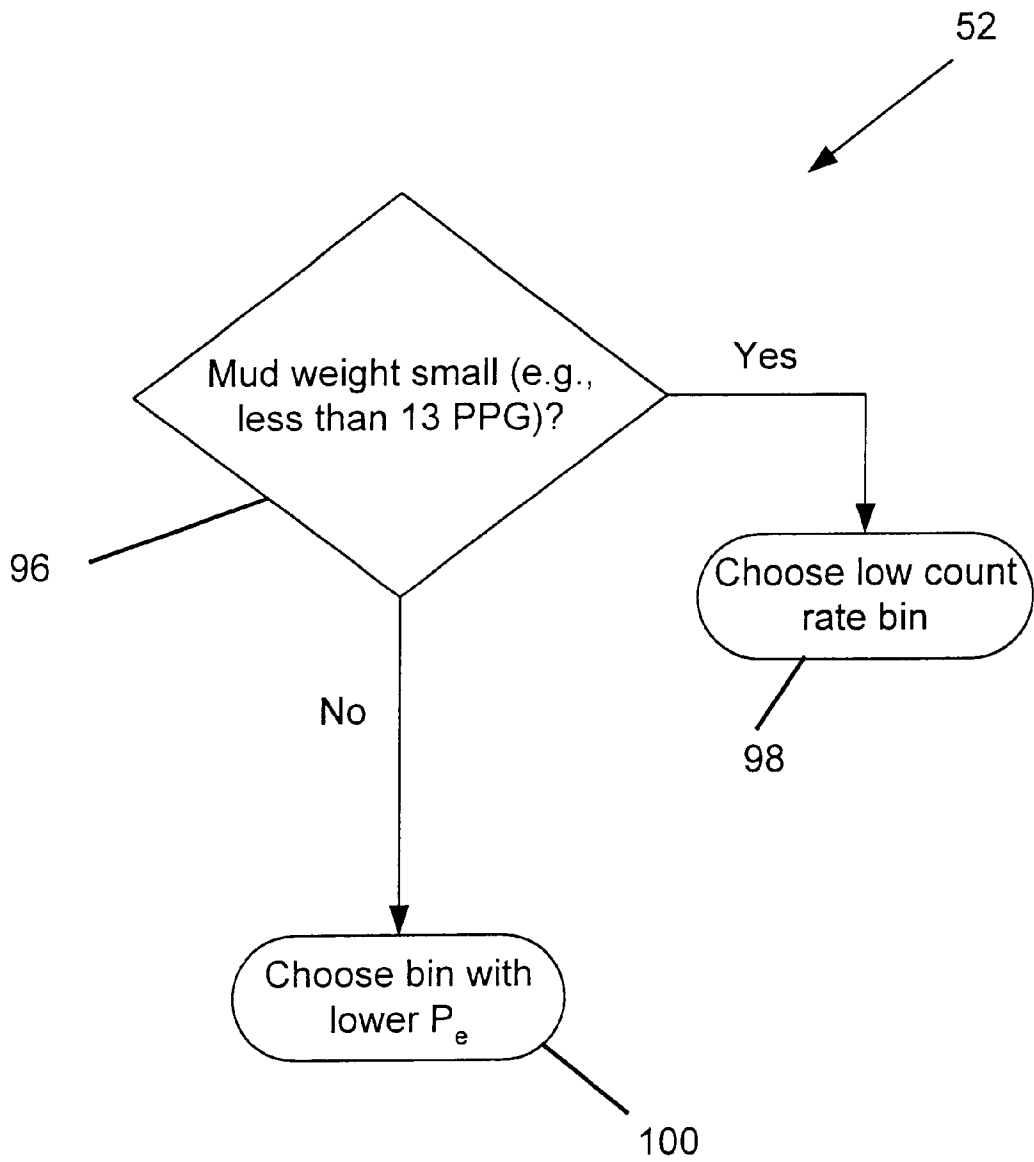 52
Mud weight small (e.g.,
less than 13 PPG)?
Yes
96
Choose low count
rate bin
98
No
Choose bin with
lower Pe
100